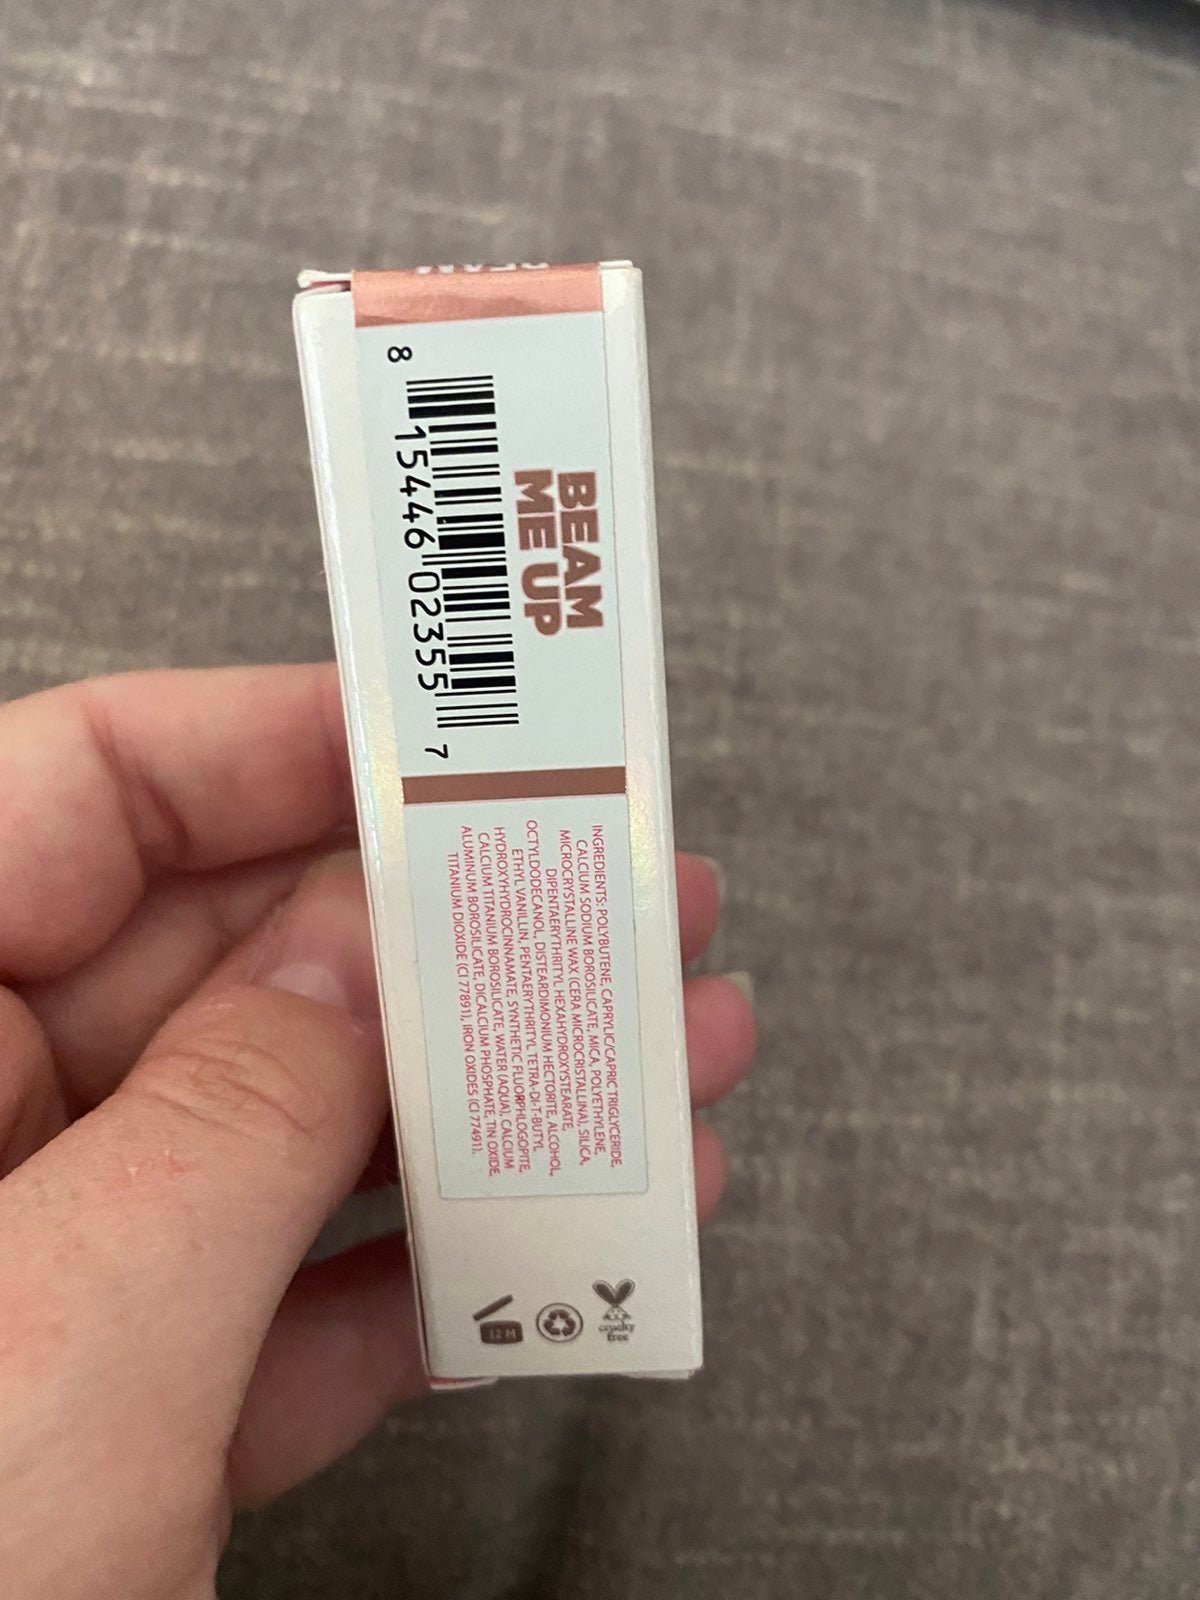 BEAM
ME UP
8 15446 02355 7
INGREDIENTS: POLYBUTENE, CAPRYLIC/CAPRIC TRIGLYCERIDE,
CALCIUM SODIUM BOROSILICATE, MICA, POLYETHYLENE,
MICROCRYSTALLINE WAX (CERA MICROCRISTALLINA), SILICA,
DIPENTAERYTHRITYL HEXAHYDROXYSTEARATE,
OCTYLDODECANOL, DISTEARDIMONIUM HECTORITE, ALCOHOL,
ETHYL VANILLIN, PENTAERYTHRITYL TETRA-DI-T-BUTYL
HYDROXYHYDROCINNAMATE, SYNTHETIC FLUORPHLOGOPITE,
CALCIUM TITANIUM BOROSILICATE, WATER (AQUA), CALCIUM
ALUMINUM BOROSILICATE, DICALCIUM PHOSPHATE, TIN OXIDE,
TITANIUM DIOXIDE (CI 77891), IRON OXIDES (CI 77491).
cruelty
free
12 M